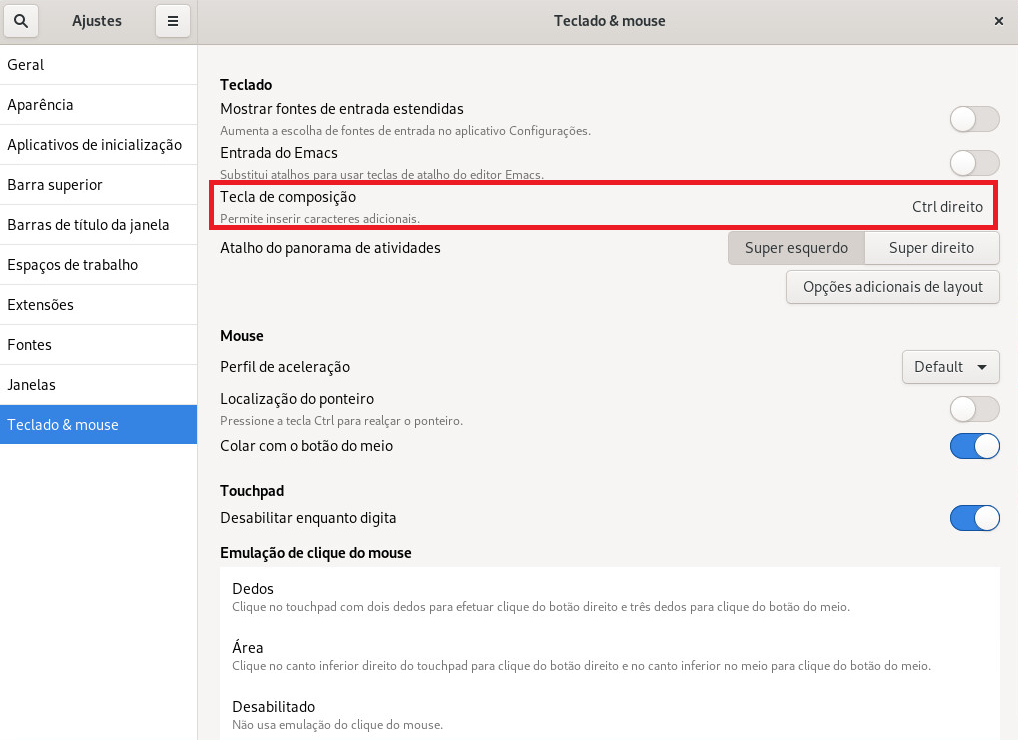 Ajustes
Teclado & mouse
Geral
Aparência
Aplicativos de inicialização
Barra superior
Barras de título da janela
Espaços de trabalho
Extensões
Fontes
Janelas
Teclado & mouse
Teclado
Mostrar fontes de entrada estendidas
Aumenta a escolha de fontes de entrada no aplicativo Configurações.
Entrada do Emacs
Substitui atalhos para usar teclas de atalho do editor Emacs.
Tecla de composição
Ctrl direito
Permite inserir caracteres adicionais.
Atalho do panorama de atividades
Super esquerdo
Super direito
Opções adicionais de layout
Mouse
Perfil de aceleração
Default
Localização do ponteiro
Pressione a tecla Ctrl para realçar o ponteiro.
Colar com o botão do meio
Touchpad
Desabilitar enquanto digita
Emulação de clique do mouse
Dedos
Clique no touchpad com dois dedos para efetuar clique do botão direito e três dedos para clique do botão do meio.
Área
Clique no canto inferior direito do touchpad para clique do botão direito e no canto inferior no meio para clique do botão do meio.
Desabilitado
Não usa emulação do clique do mouse.